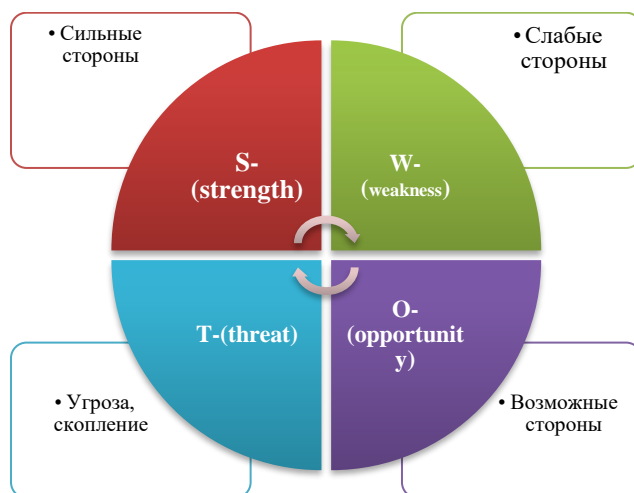 • Сильные
стороны
• Слабые
стороны
S-
(strength)
W-
(weakness)
T-(threat)
O-
(opportunit
y)
• Угроза,
скопление
• Возможные
стороны